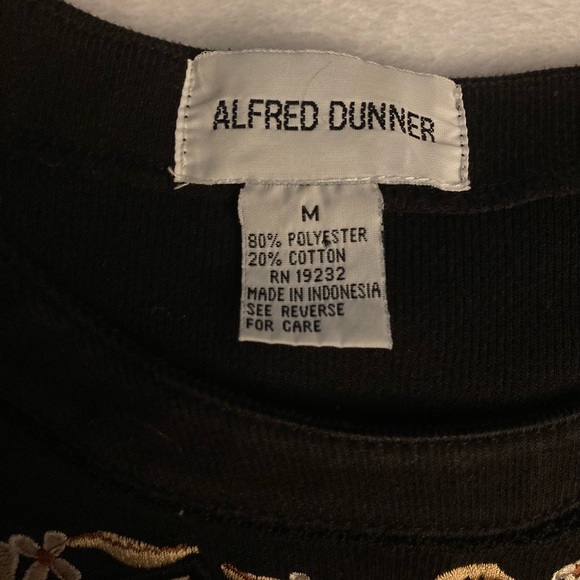 ALFRED DUNNER
M
80% POLYESTER
20% COTTON
RN 19232
MADE IN INDONESIA
SEE REVERSE
FOR CARE